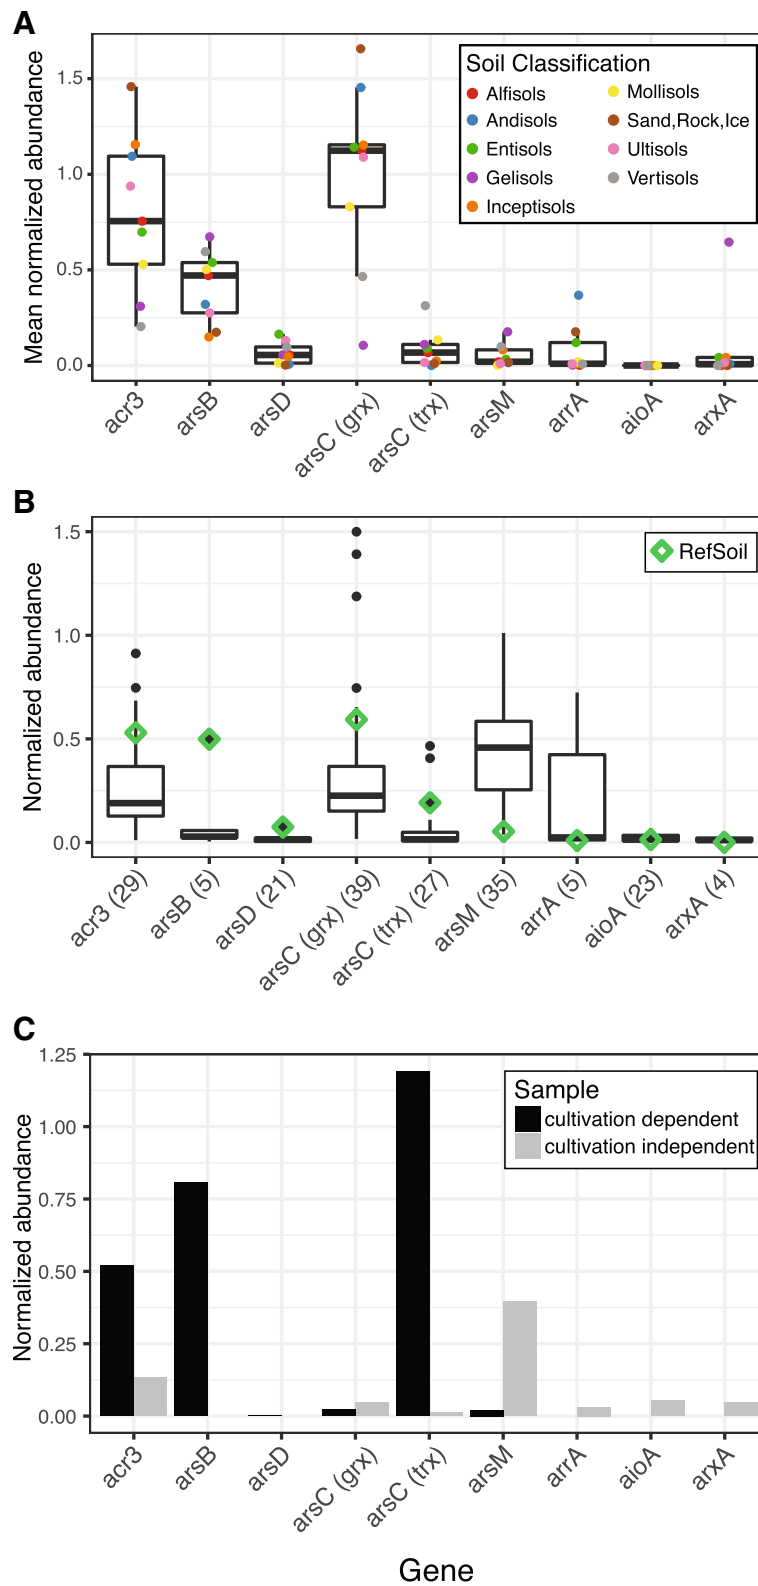 A
Mean normalized abundance
1.5
1.0
0.5
0.0
Soil Classification
Alfisols
Andisols
Entisols
Gelisols
Inceptisols
Mollisols
Sand,Rock,Ice
Ultisols
Vertisols
acr3
arsB
arsD
arsC (grx)
arsC (trx)
arsM
arrA
aioA
arxA
B
Normalized abundance
1.5
1.0
0.5
0.0
RefSoil
acr3 (29)
arsB (5)
arsD (21)
arsC (grx) (39)
arsC (trx) (27)
arsM (35)
arrA (5)
aioA (23)
arxA (4)
C
Normalized abundance
1.25
1.00
0.75
0.50
0.25
0.00
Sample
cultivation dependent
cultivation independent
acr3
arsB
arsD
arsC (grx)
arsC (trx)
arsM
arrA
aioA
arxA
Gene